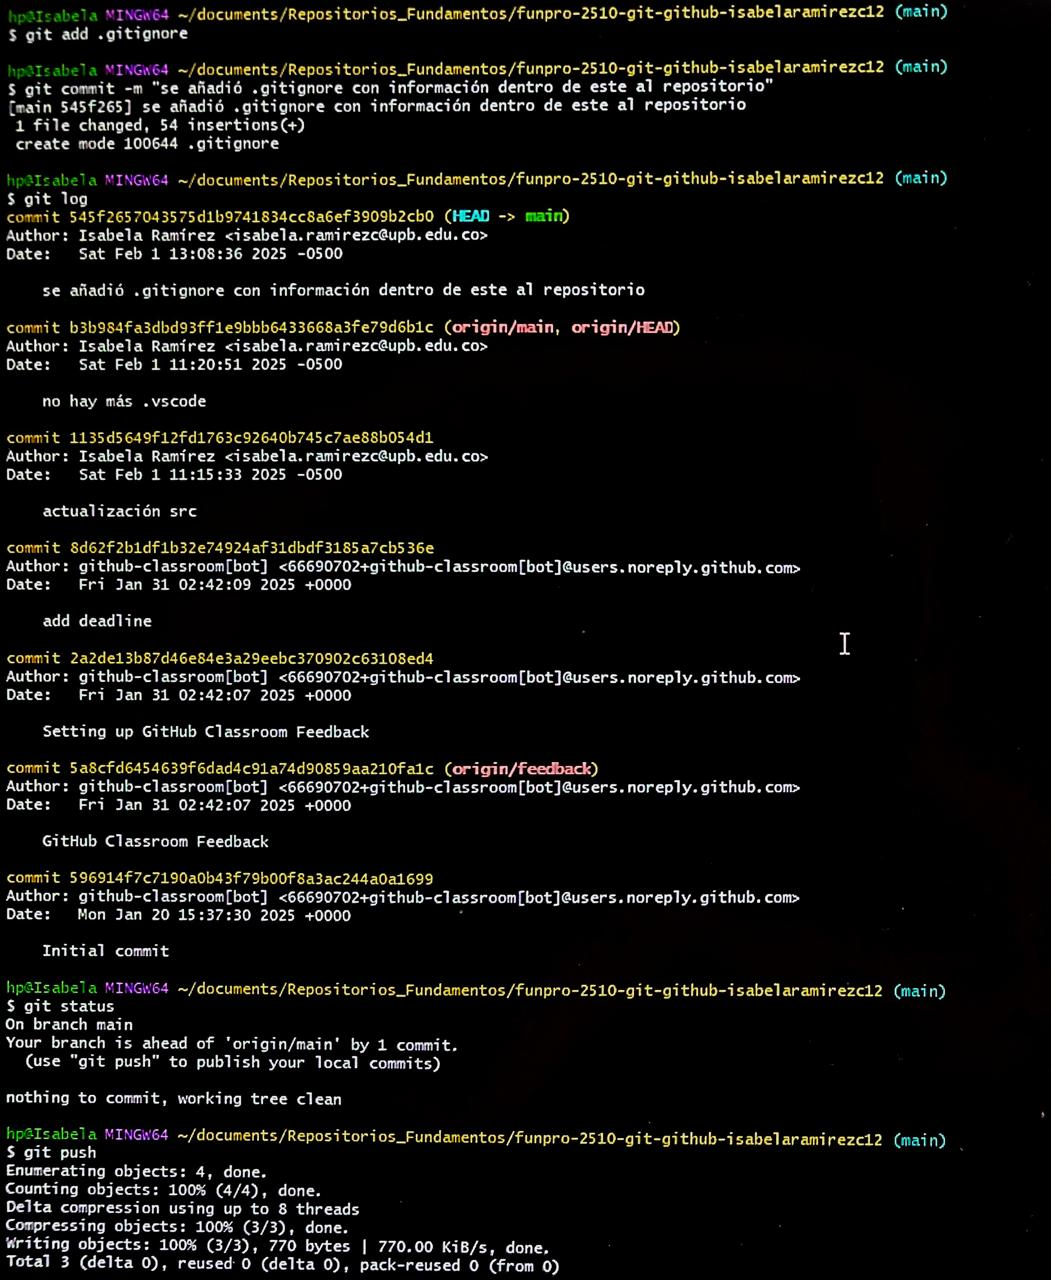 hp@Isabela MINGW64 ~/documents/Repositorios_Fundamentos/funpro-2510-git-github-isabelaramirezc12 (main)
$ git add .gitignore
hp@Isabela MINGW64 ~/documents/Repositorios_Fundamentos/funpro-2510-git-github-isabelaramirezc12 (main)
$ git commit -m "se añadió .gitignore con información dentro de este al repositorio"
[main 545f265] se añadió .gitignore con información dentro de este al repositorio
1 file changed, 54 insertions(+)
create mode 100644 .gitignore
hp@Isabela MINGW64 ~/documents/Repositorios_Fundamentos/funpro-2510-git-github-isabelaramirezc12 (main)
$ git log
commit 545f2657043575d1b9741834cc8a6ef3909b2cb0 (HEAD -> main)
Author: Isabela Ramírez <isabela.ramirezc@upb.edu.co>
Date:   Sat Feb 1 13:08:36 2025 -0500
se añadió .gitignore con información dentro de este al repositorio
commit b3b984fa3dbd93ff1e9bbb6433668a3fe79d6b1c (origin/main, origin/HEAD)
Author: Isabela Ramírez <isabela.ramirezc@upb.edu.co>
Date:   Sat Feb 1 11:20:51 2025 -0500
no hay más .vscode
commit 1135d5649f12fd1763c92640b745c7ae88b054d1
Author: Isabela Ramírez <isabela.ramirezc@upb.edu.co>
Date:   Sat Feb 1 11:15:33 2025 -0500
actualización src
commit 8d62f2b1df1b32e74924af31dbdf3185a7cb536e
Author: github-classroom[bot] <66690702+github-classroom[bot]@users.noreply.github.com>
Date:   Fri Jan 31 02:42:09 2025 +0000
add deadline
commit 2a2de13b87d46e84e3a29eebc370902c63108ed4
Author: github-classroom[bot] <66690702+github-classroom[bot]@users.noreply.github.com>
Date:   Fri Jan 31 02:42:07 2025 +0000
Setting up GitHub Classroom Feedback
commit 5a8cfd6454639f6dad4c91a74d90859aa210fa1c (origin/feedback)
Author: github-classroom[bot] <66690702+github-classroom[bot]@users.noreply.github.com>
Date:   Fri Jan 31 02:42:07 2025 +0000
GitHub Classroom Feedback
commit 596914f7c7190a0b43f79b00f8a3ac244a0a1699
Author: github-classroom[bot] <66690702+github-classroom[bot]@users.noreply.github.com>
Date:   Mon Jan 20 15:37:30 2025 +0000
Initial commit
hp@Isabela MINGW64 ~/documents/Repositorios_Fundamentos/funpro-2510-git-github-isabelaramirezc12 (main)
$ git status
On branch main
Your branch is ahead of 'origin/main' by 1 commit.
(use "git push" to publish your local commits)
nothing to commit, working tree clean
hp@Isabela MINGW64 ~/documents/Repositorios_Fundamentos/funpro-2510-git-github-isabelaramirezc12 (main)
$ git push
Enumerating objects: 4, done.
Counting objects: 100% (4/4), done.
Delta compression using up to 8 threads
Compressing objects: 100% (3/3), done.
Writing objects: 100% (3/3), 770 bytes | 770.00 KiB/s, done.
Total 3 (delta 0), reused 0 (delta 0), pack-reused 0 (from 0)